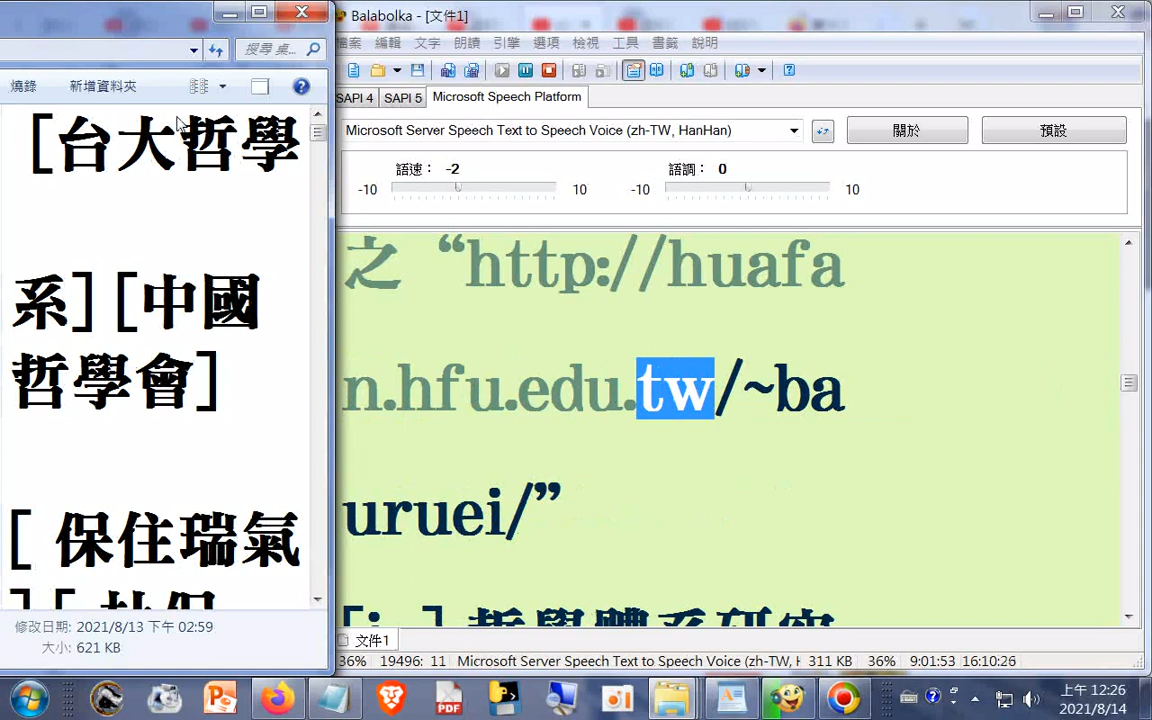 Balabolka - [文件1]
搜尋 桌...
檔案 編輯 文字 朗讀 引擎 選項 檢視 工具 書籤 說明
燒錄 新增資料夾
SAPI 4 SAPI 5 Microsoft Speech Platform
Microsoft Server Speech Text to Speech Voice (zh-TW, HanHan) 關於 預設
語速： -2 語調： 0
-10 10 -10 10
[台大哲學
系][中國
哲學會]
[ 保住瑞氣
之“http://huafa
n.hfu.edu.tw/~ba
uruei/”
修改日期: 2021/8/13 下午 02:59
大小: 621 KB
文件1
36% 19496: 11 Microsoft Server Speech Text to Speech Voice (zh-TW, H 311 KB 36% 9:01:53 16:10:26
PDF
上午 12:26
2021/8/14